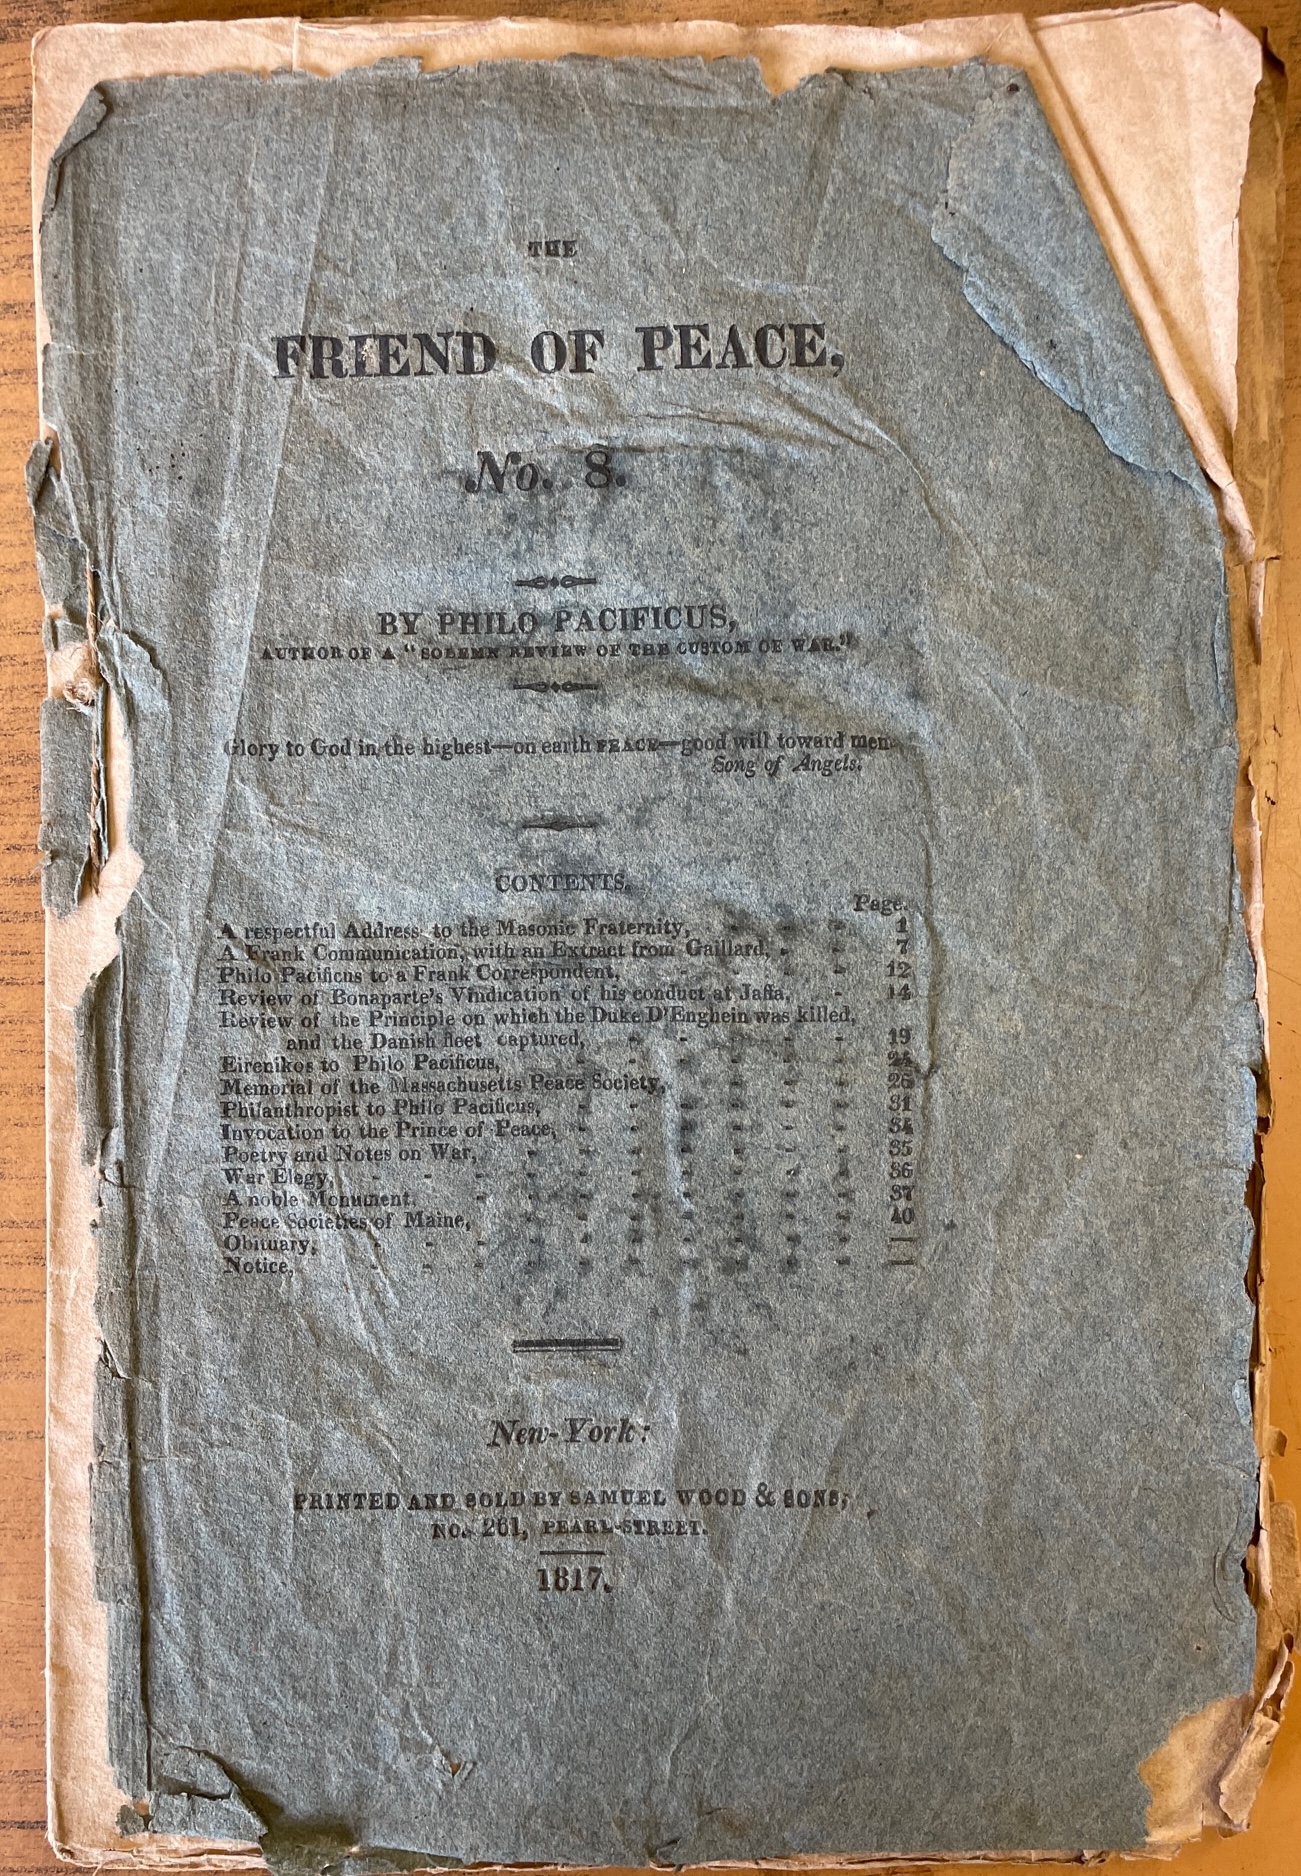 THE
FRIEND OF PEACE,
No. 8.
BY PHILO PACIFICUS,
AUTHOR OF A "SOLEMN REVIEW OF THE CUSTOM OF WAR."
Glory to God in the highest—on earth PEACE—good will toward men
Song of Angels.
CONTENTS.
Page.
A respectful Address to the Masonic Fraternity, - - - 1
A Frank Communication, with an Extract from Gaillard, - - 7
Philo Pacificus to a Frank Correspondent, - - - - 12
Review of Bonaparte's Vindication of his conduct at Jaffa, - 14
Review of the Principle on which the Duke D'Enghein was killed,
and the Danish fleet captured, - - - - - 19
Eirenikos to Philo Pacificus, - - - - - -
Memorial of the Massachusetts Peace Society, - - - - 26
Philanthropist to Philo Pacificus, - - - - - - 31
Invocation to the Prince of Peace, - - - - - - 34
Poetry and Notes on War, - - - - - - - 35
War Elegy, - - - - - - - - - - 36
A noble Monument - - - - - - - - 37
Peace Societies of Maine, - - - - - - - 40
Obituary, - - - - - - - - - - —
Notice, - - - - - - - - - - —
New-York:
PRINTED AND SOLD BY SAMUEL WOOD & SONS,
NO. 261, PEARL-STREET.
1817.